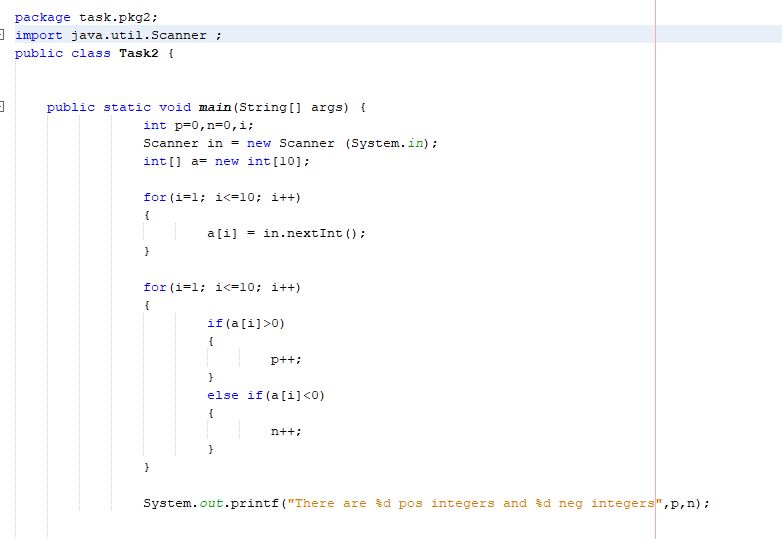 package task.pkg2;
import java.util.Scanner ;
public class Task2 {
public static void main(String[] args) {
int p=0,n=0,i;
Scanner in = new Scanner (System.in);
int[] a= new int[10];
for(i=1; i<=10; i++)
{
a[i] = in.nextInt();
}
for(i=1; i<=10; i++)
{
if(a[i]>0)
{
p++;
}
else if(a[i]<0)
{
n++;
}
}
System.out.printf("There are %d pos integers and %d neg integers",p,n);